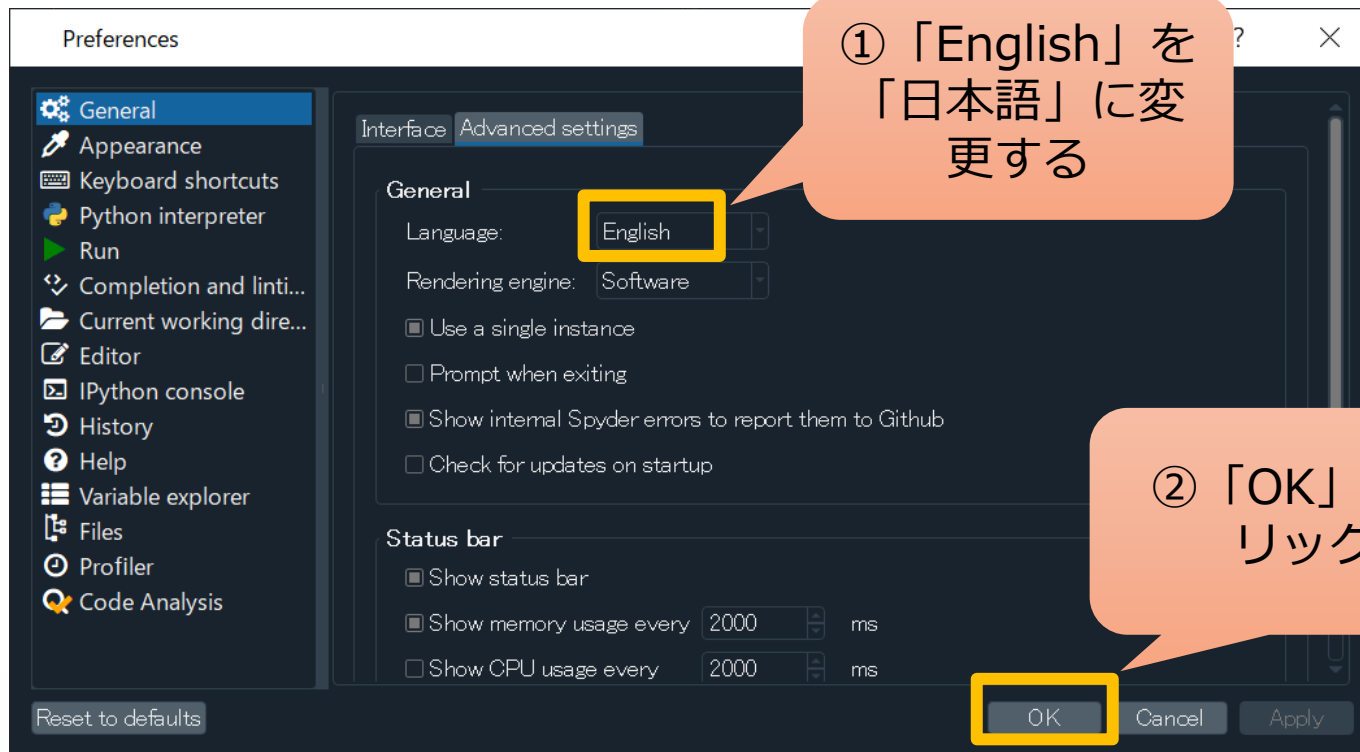 Preferences
?
①「English」を
「日本語」に変
更する
General
Appearance
Keyboard shortcuts
Python interpreter
Run
Completion and linti...
Current working dire...
Editor
IPython console
History
Help
Variable explorer
Files
Profiler
Code Analysis
Interface Advanced settings
General
Language: English
Rendering engine: Software
Use a single instance
Prompt when exiting
Show internal Spyder errors to report them to Github
Check for updates on startup
Status bar
Show status bar
Show memory usage every 2000 ms
Show CPU usage every 2000 ms
②「OK」
リック
Reset to defaults
OK Cancel Apply